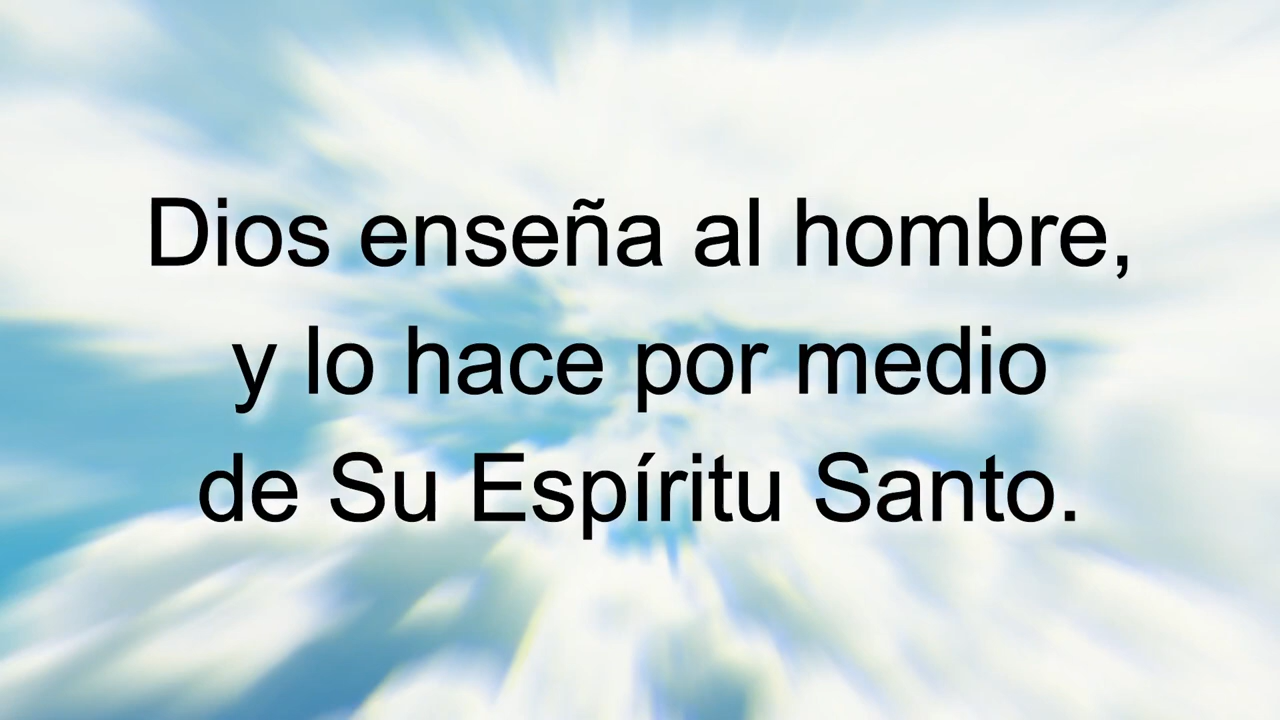 Dios enseña al hombre,
y lo hace por medio
de Su Espíritu Santo.